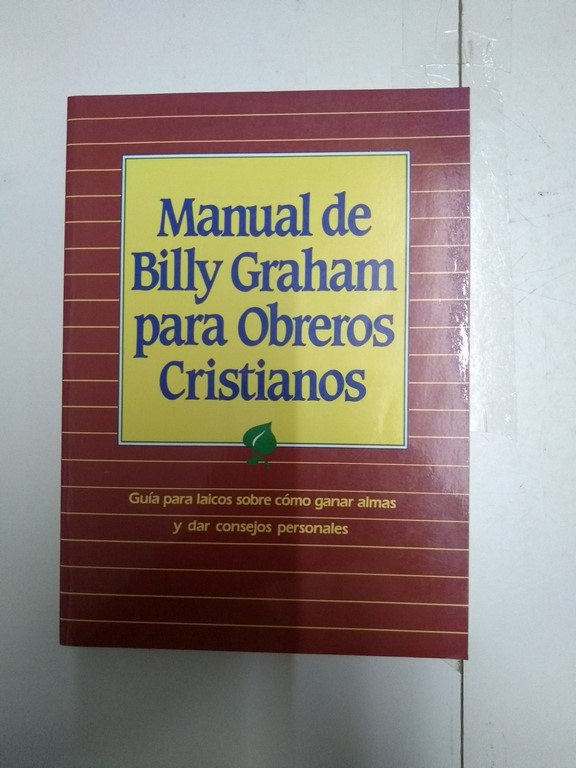 Manual de
Billy Graham
para Obreros
Cristianos
Guía para laicos sobre cómo ganar almas
y dar consejos personales